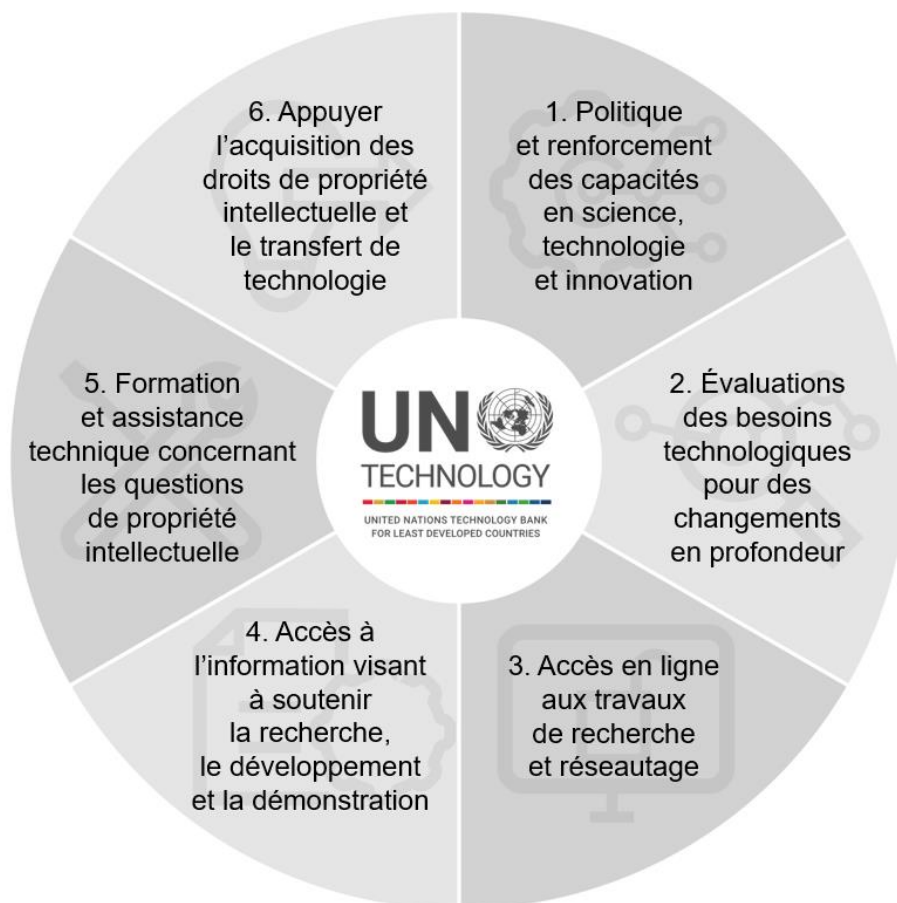 6. Appuyer
l’acquisition des
droits de propriété
intellectuelle et
le transfert de
technologie
1. Politique
et renforcement
des capacités
en science,
technologie
et innovation
5. Formation
et assistance
technique concernant
les questions
de propriété
intellectuelle
UN
TECHNOLOGY
UNITED NATIONS TECHNOLOGY BANK
FOR LEAST DEVELOPED COUNTRIES
2. Évaluations
des besoins
technologiques
pour des
changements
en profondeur
4. Accès à
l’information visant
à soutenir
la recherche,
le développement
et la démonstration
3. Accès en ligne
aux travaux
de recherche
et réseautage